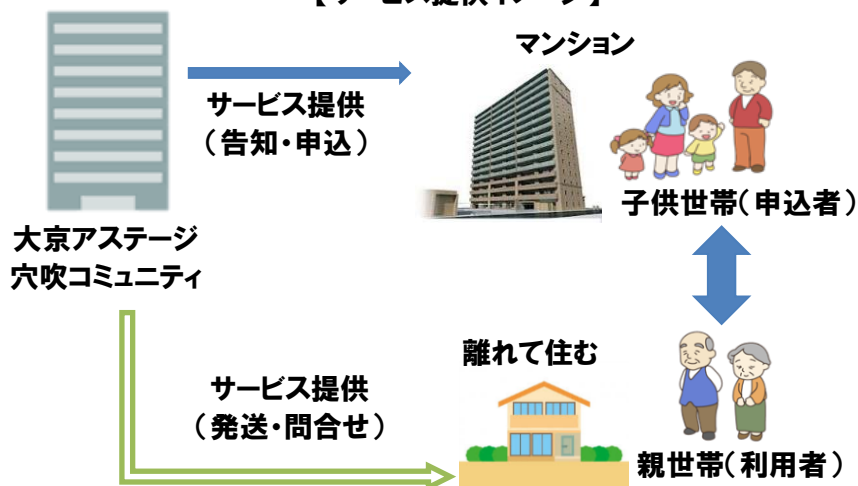 マンション
サービス提供
（告知・申込）
子供世帯（申込者）
大京アステージ
穴吹コミュニティ
離れて住む
サービス提供
（発送・問合せ）
親世帯（利用者）